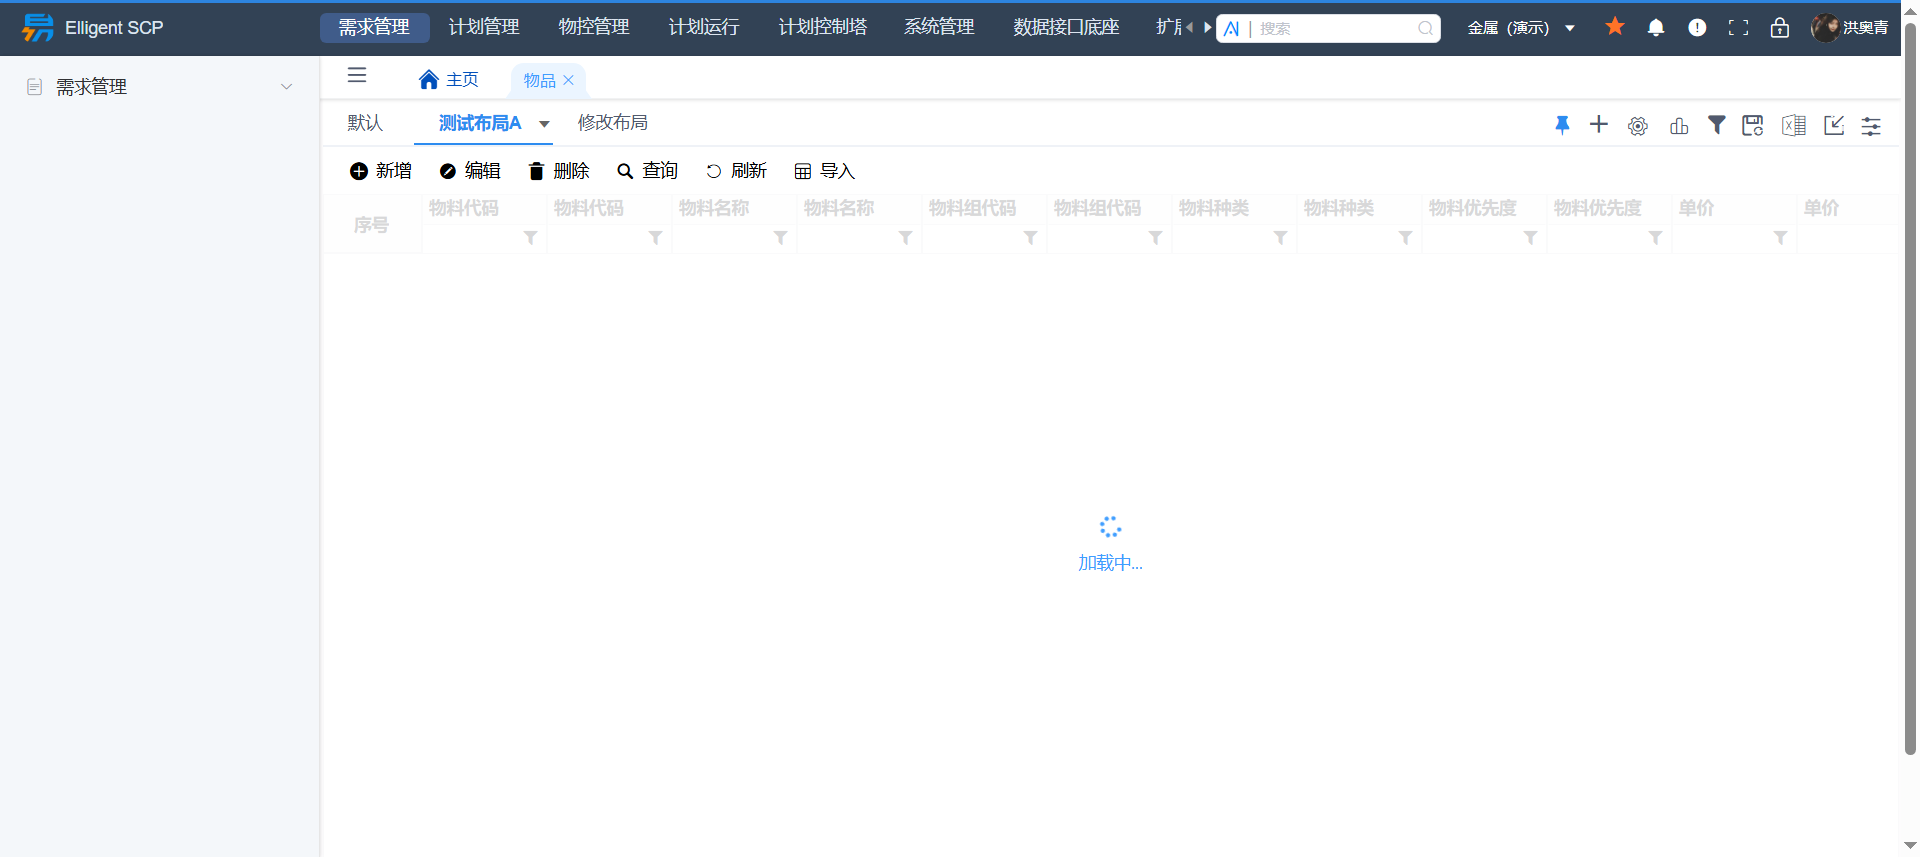 Elligent SCP
需求管理 计划管理 物控管理 计划运行 计划控制塔 系统管理 数据接口底座
搜索
金属 (演示)
洪奥青
需求管理
主页 物品
默认 测试布局A 修改布局
新增 编辑 删除 查询 刷新 导入
序号 物料代码 物料代码 物料名称 物料名称 物料组代码 物料组代码 物料种类 物料种类 物料优先度 物料优先度 单价 单价
加载中...